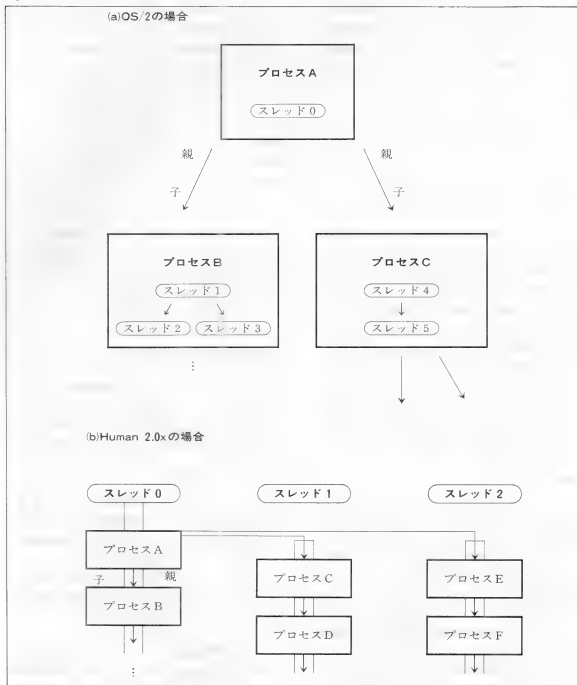 (a)OS/2の場合
プロセスA
スレッド0
親 親
子 子
プロセスB プロセスC
スレッド1 スレッド4
スレッド2 スレッド3 スレッド5
⋮
(b)Human 2.0xの場合
スレッド0 スレッド1 スレッド2
プロセスA
子 親 プロセスC プロセスE
プロセスB プロセスD プロセスF
⋮